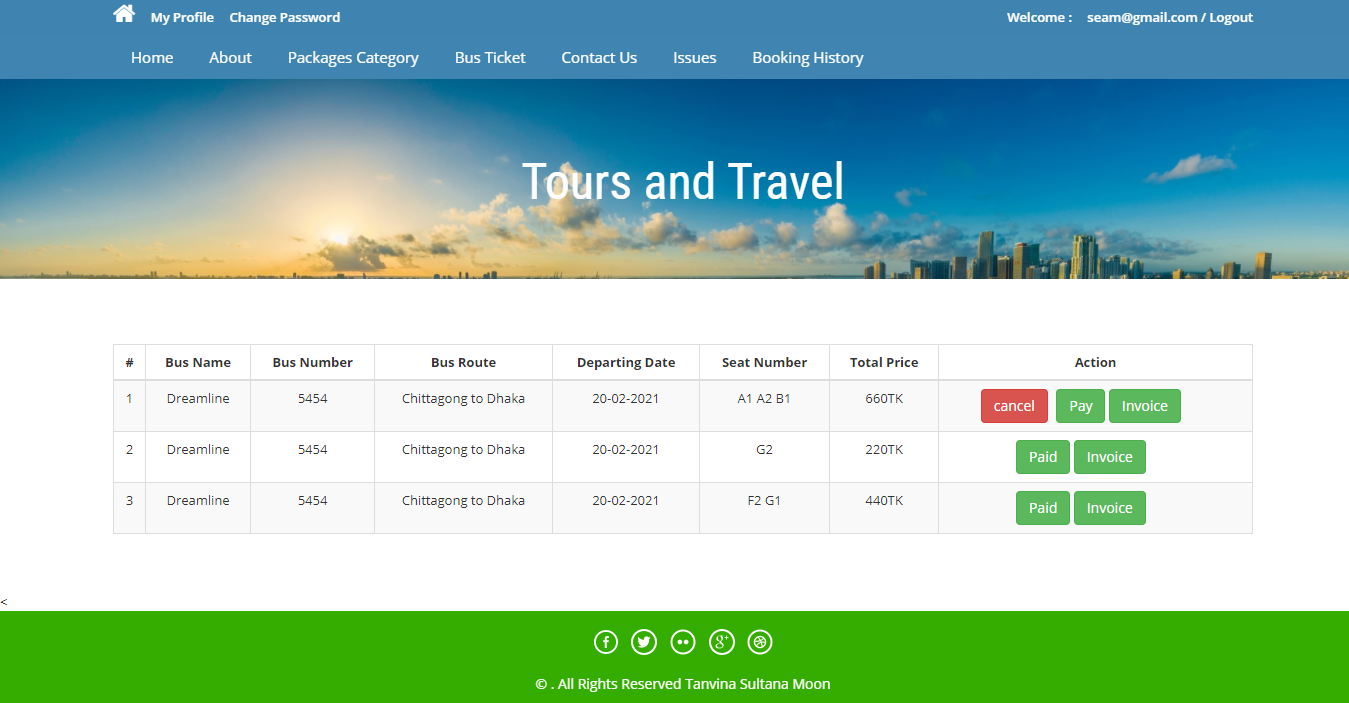 My Profile Change Password Welcome : seam@gmail.com / Logout
Home About Packages Category Bus Ticket Contact Us Issues Booking History
Tours and Travel
# Bus Name Bus Number Bus Route Departing Date Seat Number Total Price Action
1 Dreamline 5454 Chittagong to Dhaka 20-02-2021 A1 A2 B1 660TK cancel Pay Invoice
2 Dreamline 5454 Chittagong to Dhaka 20-02-2021 G2 220TK Paid Invoice
3 Dreamline 5454 Chittagong to Dhaka 20-02-2021 F2 G1 440TK Paid Invoice
<
© . All Rights Reserved Tanvina Sultana Moon